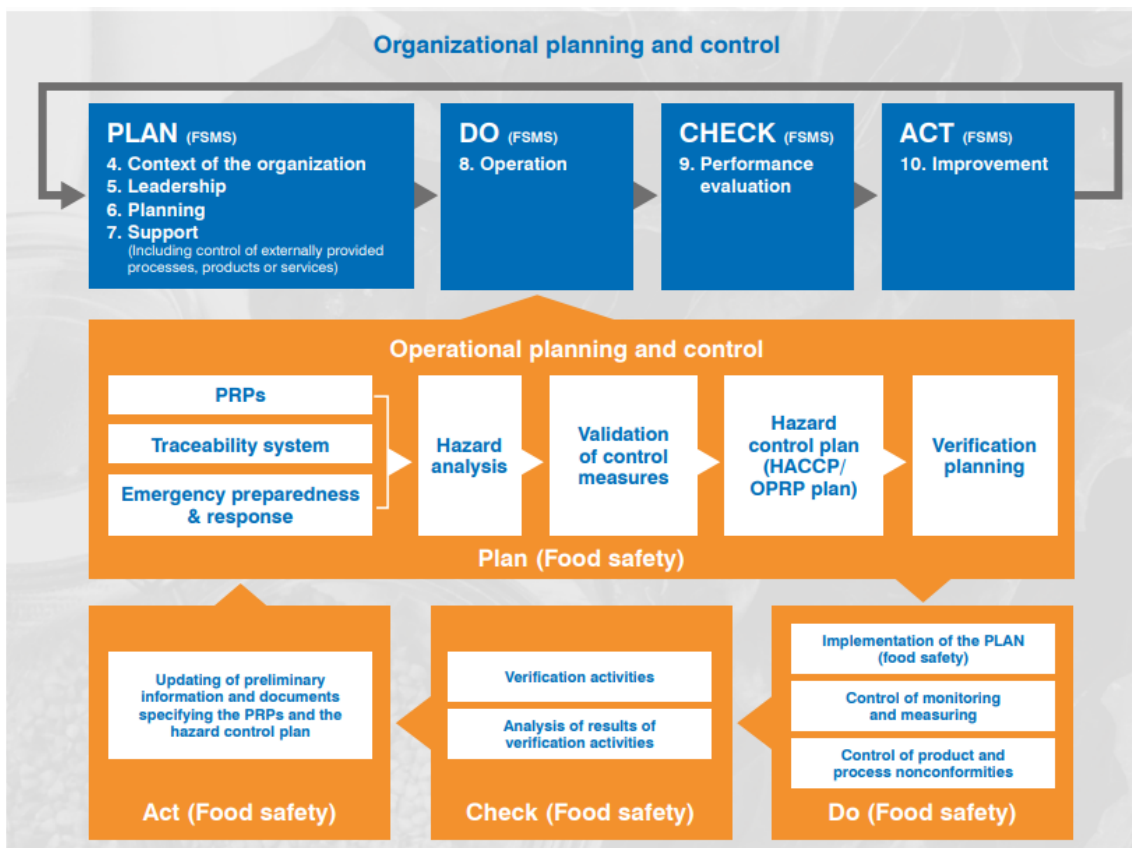 Organizational planning and control
PLAN (FSMS)
4. Context of the organization
5. Leadership
6. Planning
7. Support
(Including control of externally provided
processes, products or services)
DO (FSMS)
8. Operation
CHECK (FSMS)
9. Performance
evaluation
ACT (FSMS)
10. Improvement
Operational planning and control
PRPs
Traceability system
Emergency preparedness
& response
Hazard
analysis
Validation
of control
measures
Hazard
control plan
(HACCP/
OPRP plan)
Verification
planning
Plan (Food safety)
Implementation of the PLAN
(food safety)
Control of monitoring
and measuring
Control of product and
process nonconformities
Do (Food safety)
Verification activities
Analysis of results of
verification activities
Check (Food safety)
Updating of preliminary
information and documents
specifying the PRPs and the
hazard control plan
Act (Food safety)